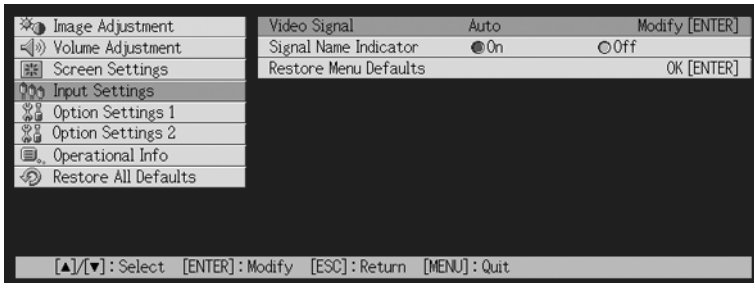 Image Adjustment
Volume Adjustment
Screen Settings
Input Settings
Option Settings 1
Option Settings 2
Operational Info
Restore All Defaults
Video Signal Auto Modify [ENTER]
Signal Name Indicator On Off
Restore Menu Defaults OK [ENTER]
[▲]/[▼]:Select [ENTER]:Modify [ESC]:Return [MENU]:Quit